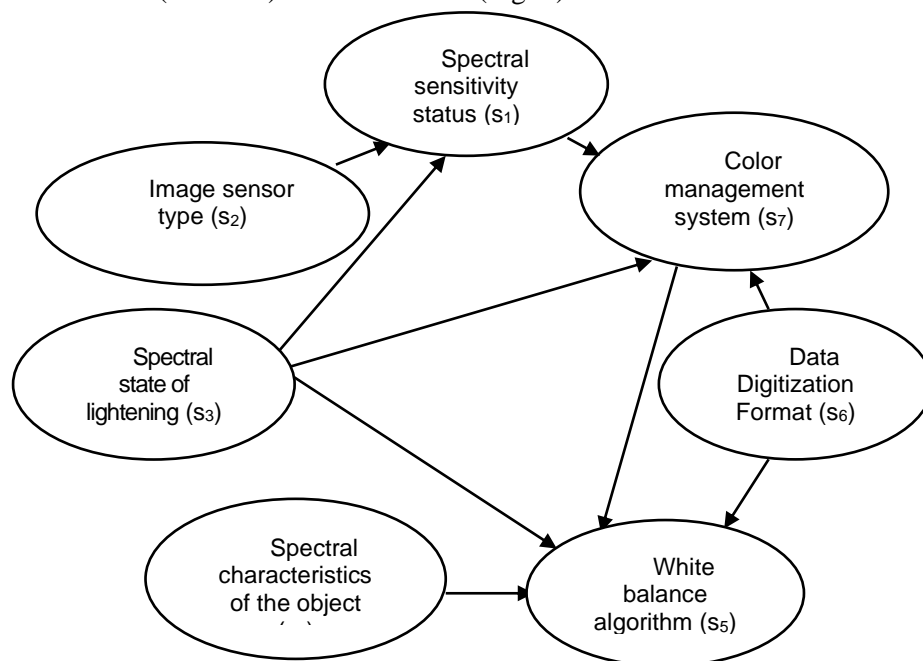 Spectral
sensitivity
status (s₁)
Image sensor
type (s₂)
Color
management
system (s₇)
Spectral
state of
lightening (s₃)
Data
Digitization
Format (s₆)
Spectral
characteristics
of the object
White
balance
algorithm (s₅)